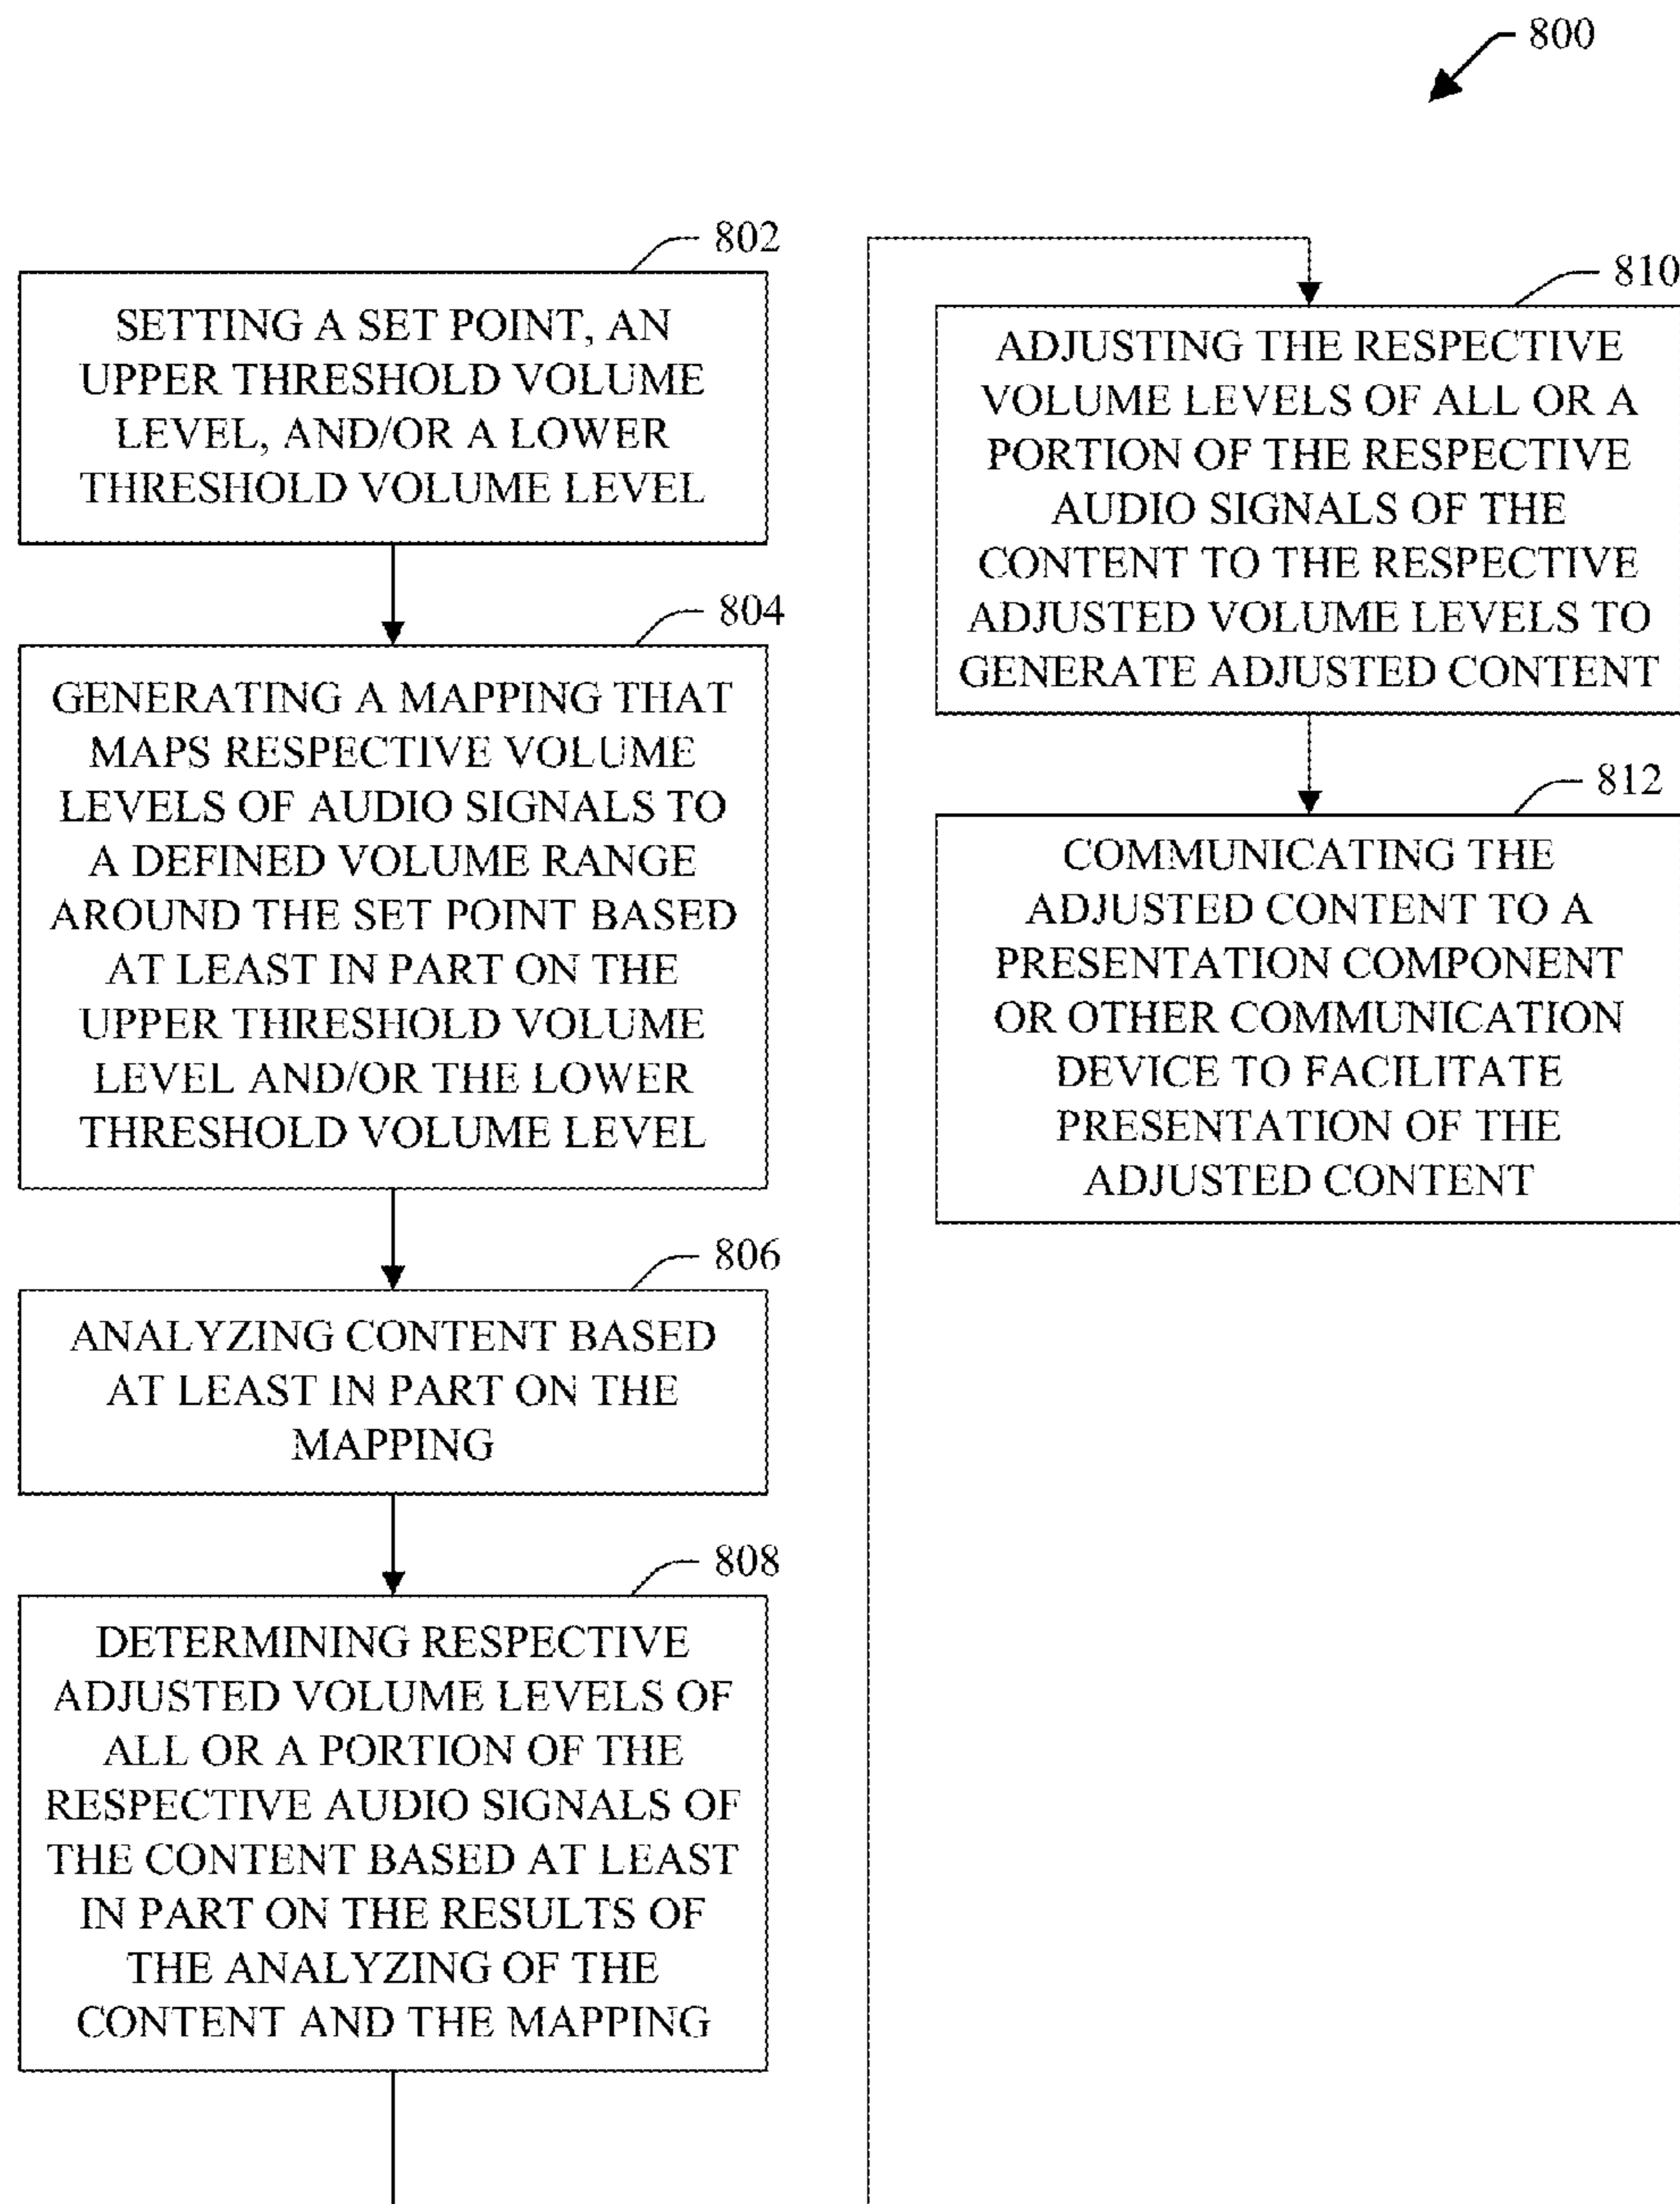 800
802
SETTING A SET POINT, AN
UPPER THRESHOLD VOLUME
LEVEL, AND/OR A LOWER
THRESHOLD VOLUME LEVEL
804
GENERATING A MAPPING THAT
MAPS RESPECTIVE VOLUME
LEVELS OF AUDIO SIGNALS TO
A DEFINED VOLUME RANGE
AROUND THE SET POINT BASED
AT LEAST IN PART ON THE
UPPER THRESHOLD VOLUME
LEVEL AND/OR THE LOWER
THRESHOLD VOLUME LEVEL
806
ANALYZING CONTENT BASED
AT LEAST IN PART ON THE
MAPPING
808
DETERMINING RESPECTIVE
ADJUSTED VOLUME LEVELS OF
ALL OR A PORTION OF THE
RESPECTIVE AUDIO SIGNALS OF
THE CONTENT BASED AT LEAST
IN PART ON THE RESULTS OF
THE ANALYZING OF THE
CONTENT AND THE MAPPING
810
ADJUSTING THE RESPECTIVE
VOLUME LEVELS OF ALL OR A
PORTION OF THE RESPECTIVE
AUDIO SIGNALS OF THE
CONTENT TO THE RESPECTIVE
ADJUSTED VOLUME LEVELS TO
GENERATE ADJUSTED CONTENT
812
COMMUNICATING THE
ADJUSTED CONTENT TO A
PRESENTATION COMPONENT
OR OTHER COMMUNICATION
DEVICE TO FACILITATE
PRESENTATION OF THE
ADJUSTED CONTENT